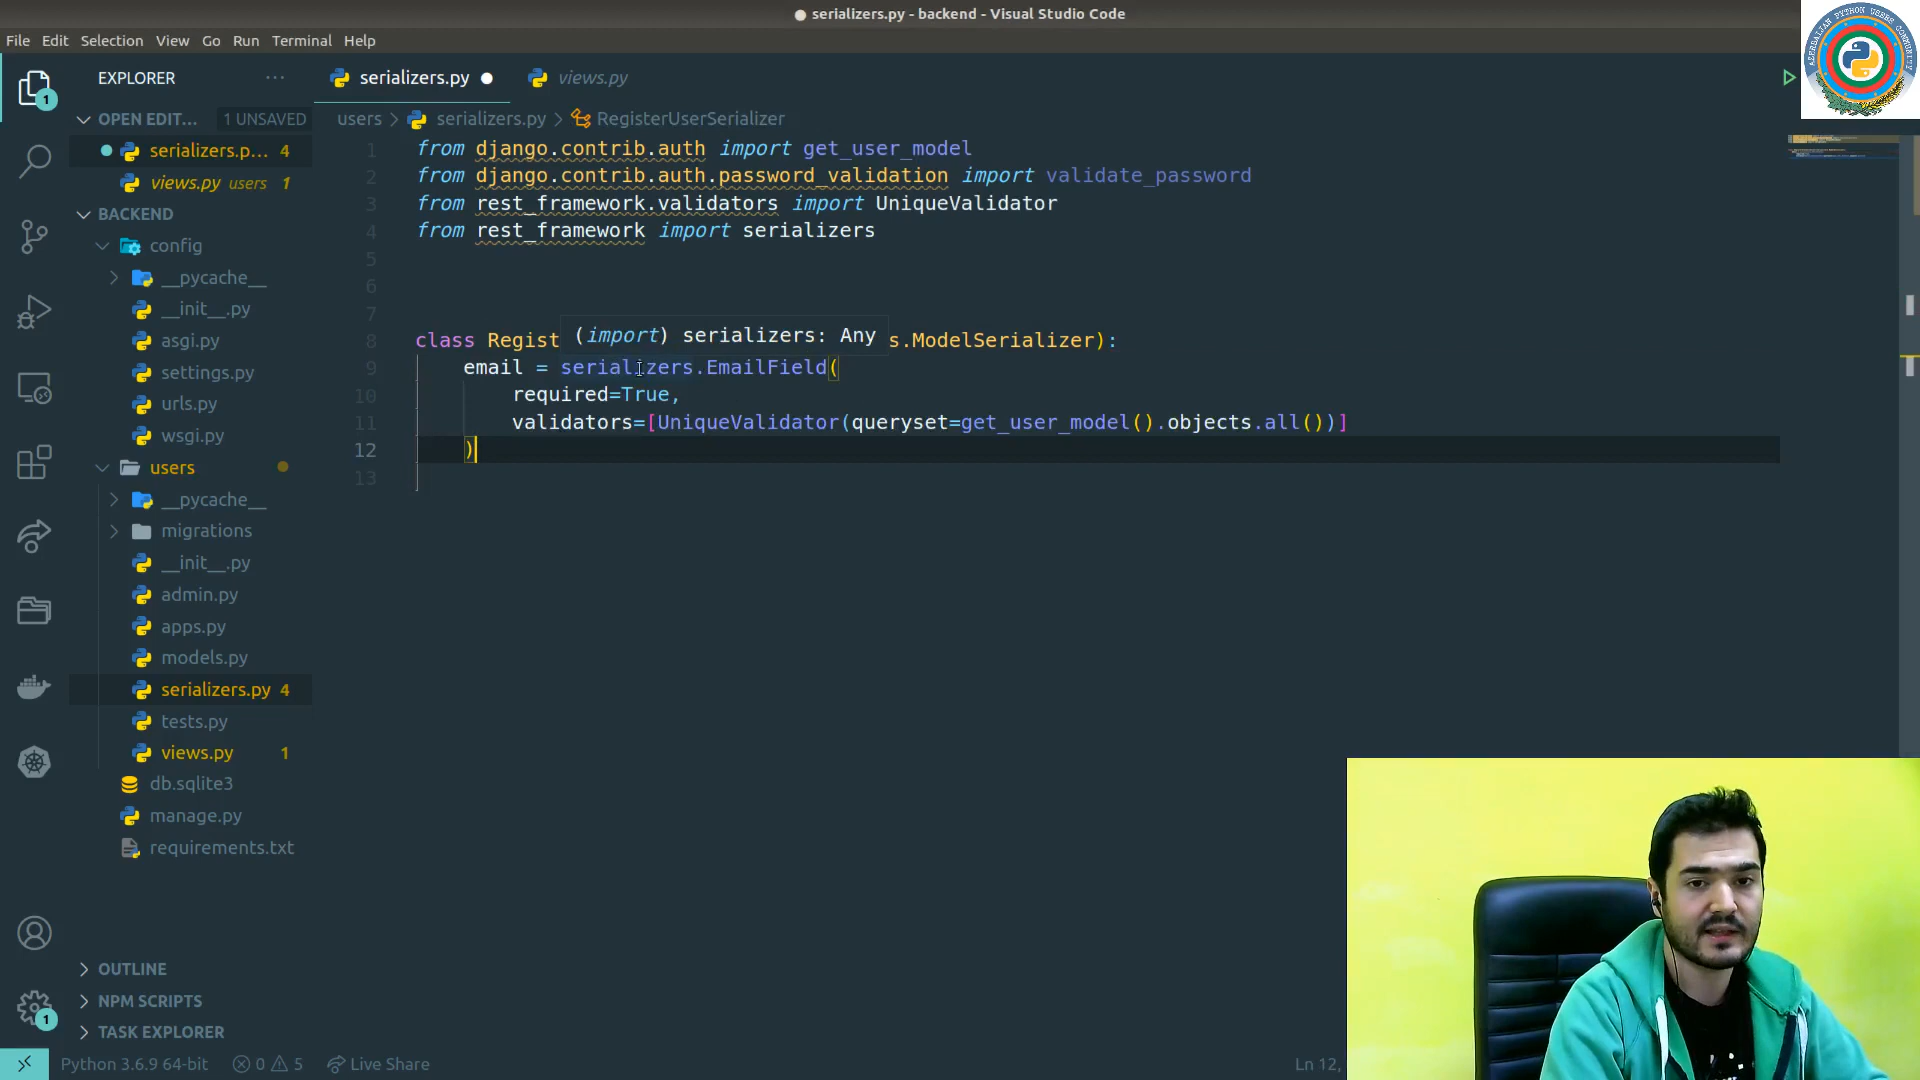 serializers.py - backend - Visual Studio Code
File Edit Selection View Go Run Terminal Help
AZERBAIJAN PYTHON USERS COMMUNITY
EXPLORER ···
serializers.py
views.py
OPEN EDIT... 1 UNSAVED
serializers.p... 4
views.py users 1
BACKEND
config
__pycache__
__init__.py
asgi.py
settings.py
urls.py
wsgi.py
users
__pycache__
migrations
__init__.py
admin.py
apps.py
models.py
serializers.py 4
tests.py
views.py 1
db.sqlite3
manage.py
requirements.txt
OUTLINE
NPM SCRIPTS
TASK EXPLORER
1
1
users > serializers.py > RegisterUserSerializer
1 from django.contrib.auth import get_user_model
2 from django.contrib.auth.password_validation import validate_password
3 from rest_framework.validators import UniqueValidator
4 from rest_framework import serializers
5
6
7
(import) serializers: Any
8 class Regist s.ModelSerializer):
9 email = serializers.EmailField(
10 required=True,
11 validators=[UniqueValidator(queryset=get_user_model().objects.all())]
12 )
13
Python 3.6.9 64-bit 0 5 Live Share Ln 12,